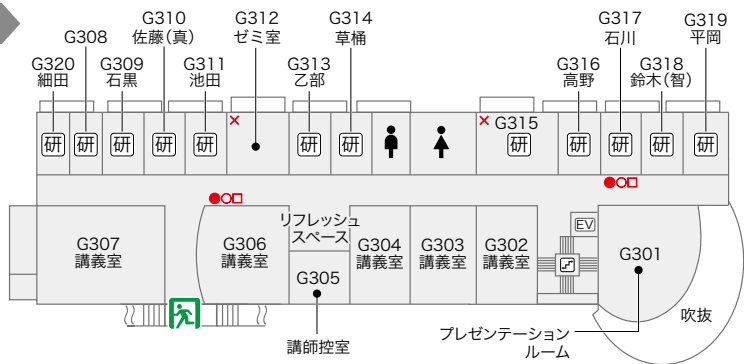 G310
佐藤(真)
G312
ゼミ室
G314
草桶
G317
石川
G319
平岡
G308
G320
細田
G309
石黒
G311
池田
G313
乙部
G316
高野
G318
鈴木(智)
研
研
研
研
研
研
研
G315
研
研
研
研
研
G307
講義室
G306
講義室
リフレッシュ
スペース
G305
講師控室
G304
講義室
G303
講義室
G302
講義室
EV
G301
プレゼンテーション
ルーム
吹抜